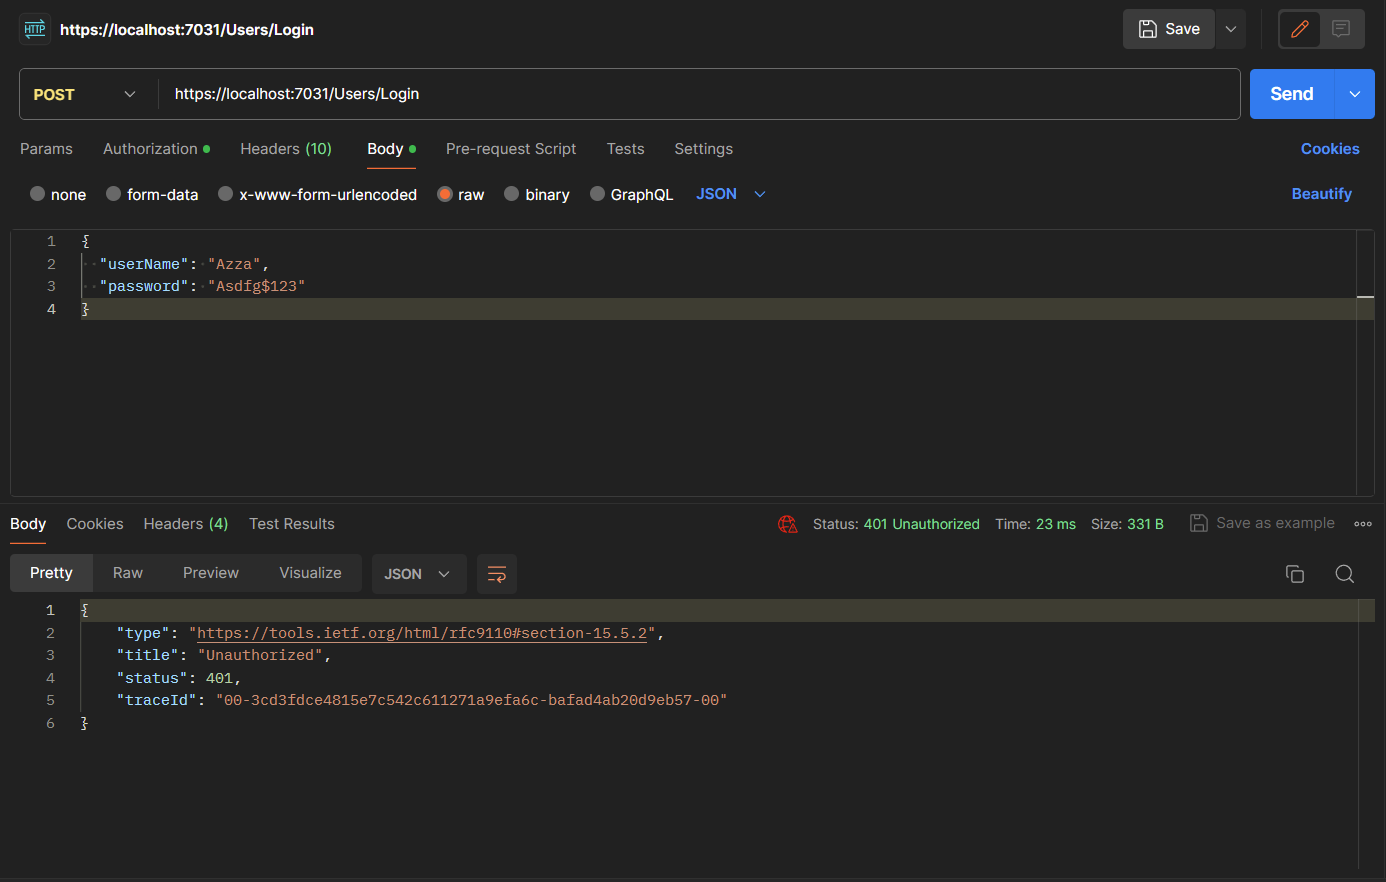 HTTP https://localhost:7031/Users/Login Save
POST https://localhost:7031/Users/Login Send
Params Authorization Headers (10) Body Pre-request Script Tests Settings Cookies
none form-data x-www-form-urlencoded raw binary GraphQL JSON Beautify
1 {
2 "userName": "Azza",
3 "password": "Asdfg$123"
4 }
Body Cookies Headers (4) Test Results Status: 401 Unauthorized Time: 23 ms Size: 331 B Save as example
Pretty Raw Preview Visualize JSON
1 {
2 "type": "https://tools.ietf.org/html/rfc9110#section-15.5.2",
3 "title": "Unauthorized",
4 "status": 401,
5 "traceId": "00-3cd3fdce4815e7c542c611271a9efa6c-bafad4ab20d9eb57-00"
6 }